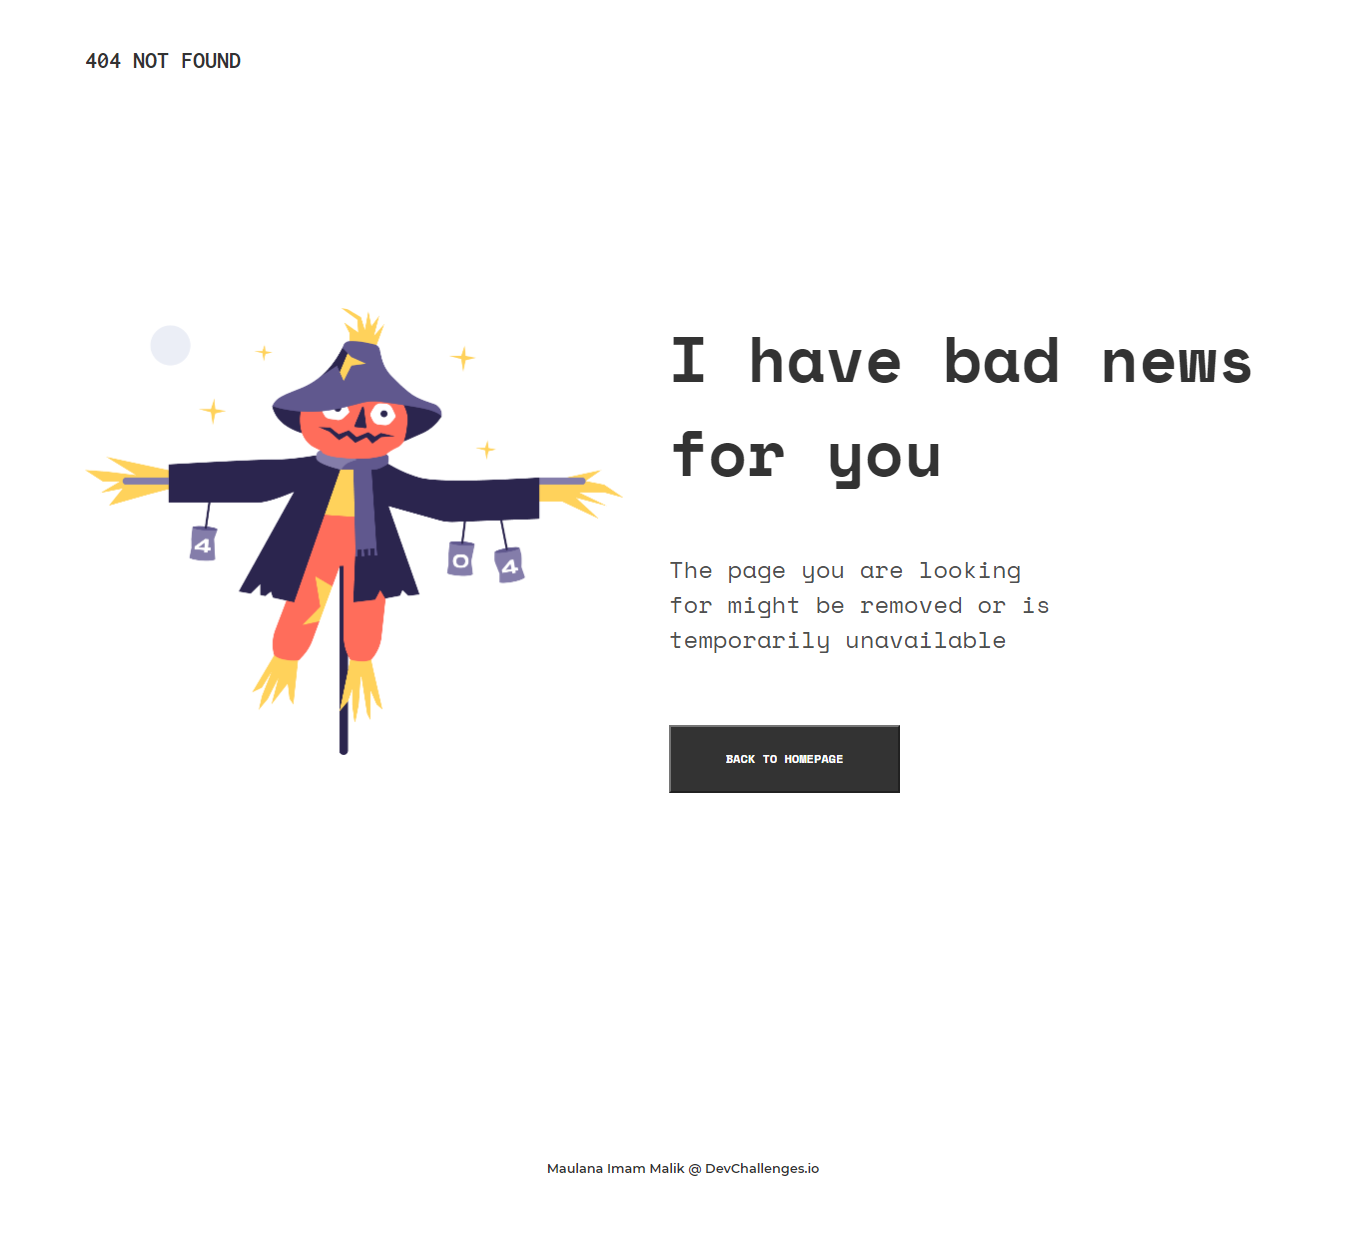 404 NOT FOUND
I have bad news
for you
4
0
4
The page you are looking
for might be removed or is
temporarily unavailable
BACK TO HOMEPAGE
Maulana Imam Malik @ DevChallenges.io